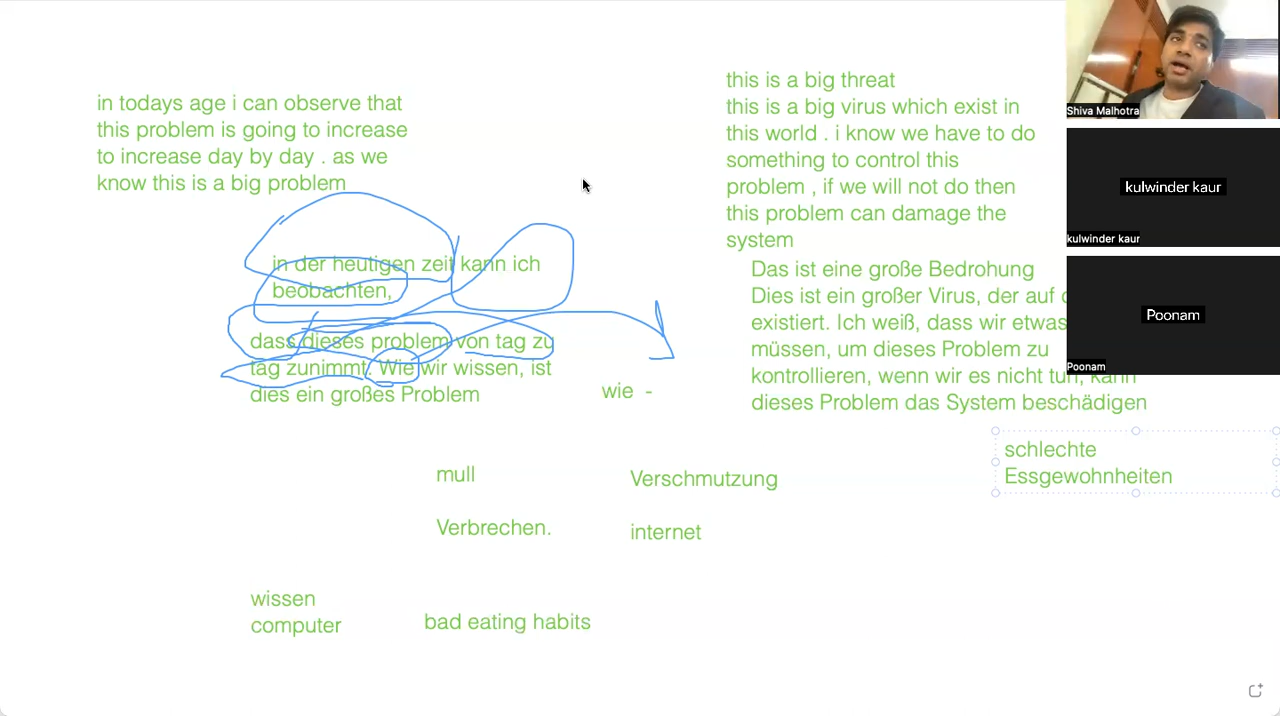 in todays age i can observe that
this problem is going to increase
to increase day by day . as we
know this is a big problem
in der heutigen zeit kann ich
beobachten,
dass dieses problem von tag zu
tag zunimmt. Wie wir wissen, ist
dies ein großes Problem
wie -
this is a big threat
this is a big virus which exist in
this world . i know we have to do
something to control this
problem , if we will not do then
this problem can damage the
system
Das ist eine große Bedrohung
Dies ist ein großer Virus, der auf
existiert. Ich weiß, dass wir etwas
müssen, um dieses Problem zu
kontrollieren, wenn wir es nicht tun, kann
dieses Problem das System beschädigen
schlechte
Essgewohnheiten
mull
Verschmutzung
Verbrechen.
internet
wissen
computer
bad eating habits
Shiva Malhotra
kulwinder kaur
kulwinder kaur
Poonam
Poonam